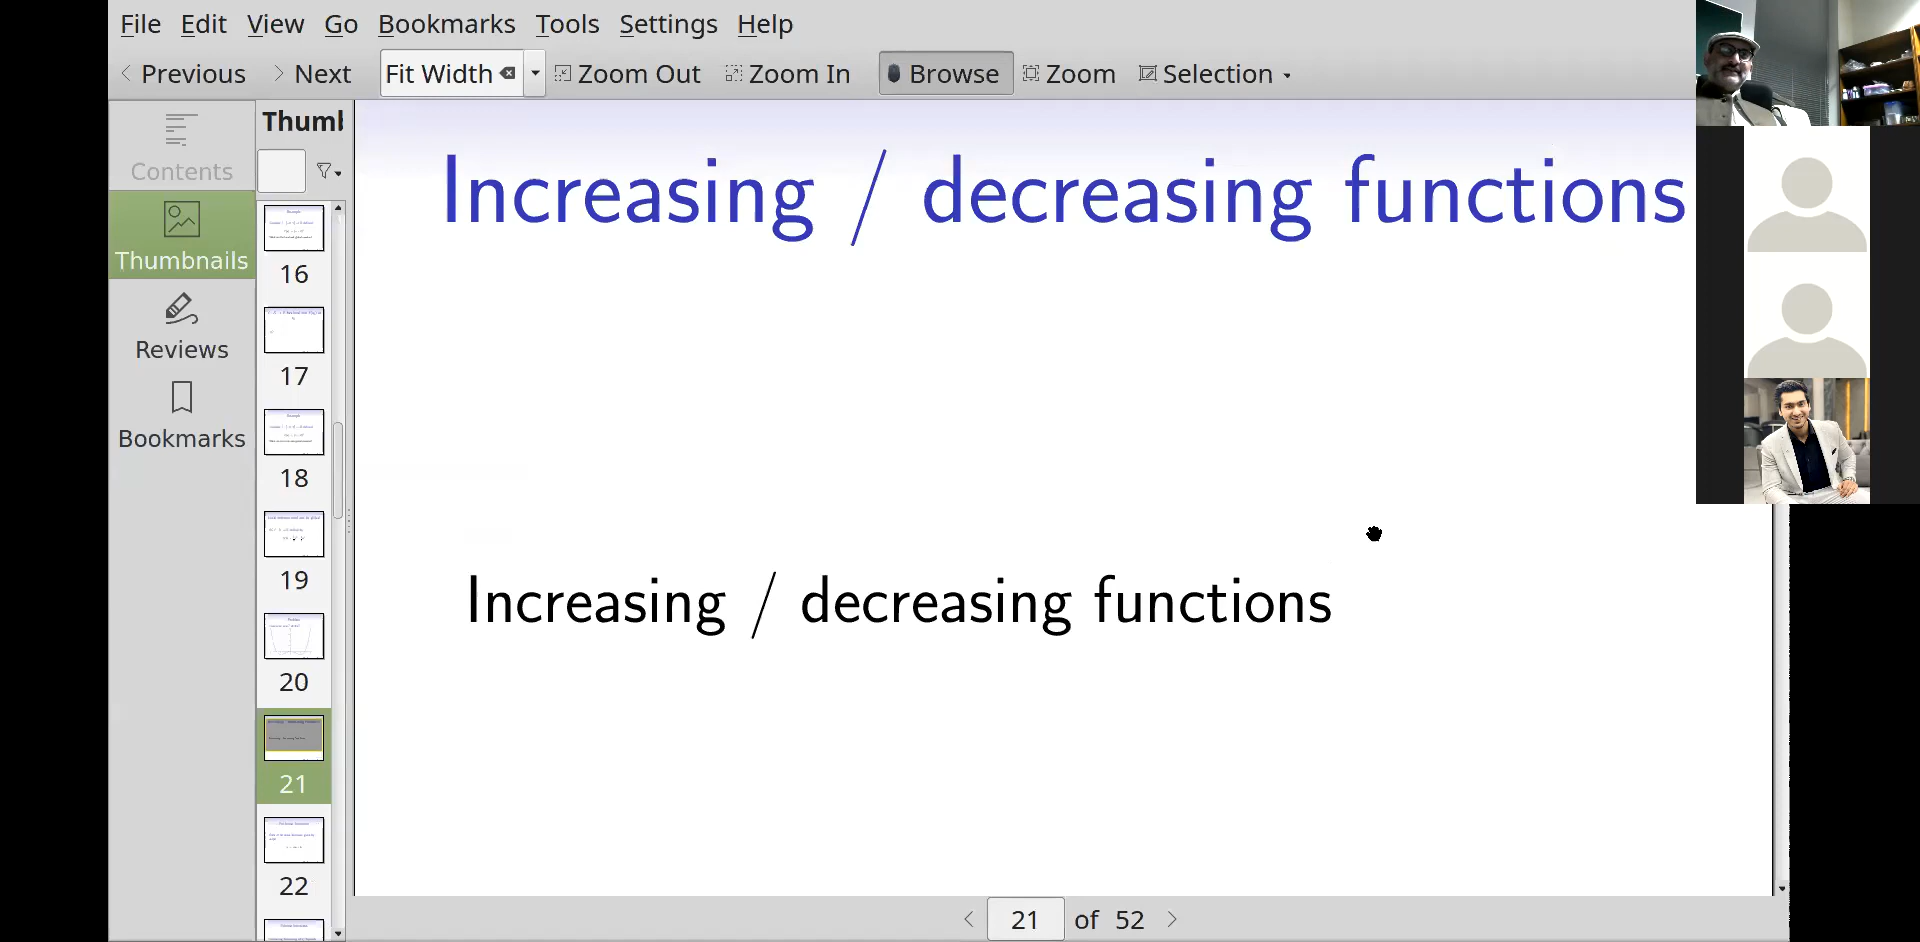 File Edit View Go Bookmarks Tools Settings Help
Previous Next Fit Width Zoom Out Zoom In Browse Zoom Selection
Thumb
Contents
Thumbnails
Reviews
Bookmarks
16
17
18
19
20
21
22
Increasing / decreasing functions
Increasing / decreasing functions
21 of 52